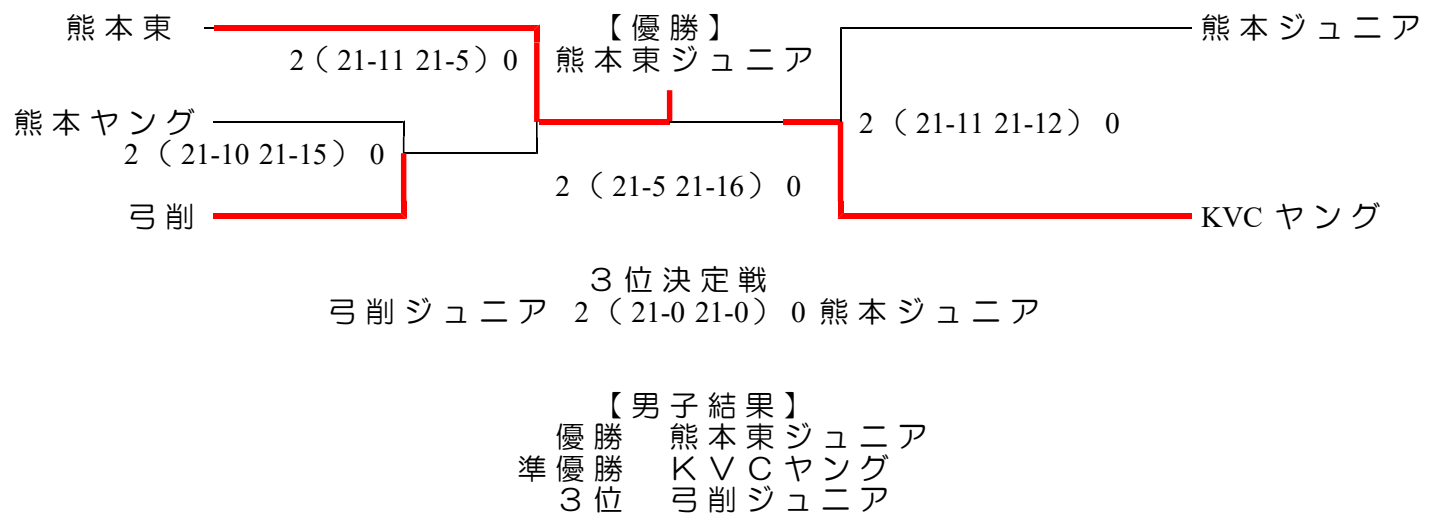 熊本東
【優勝】
熊本ジュニア
2（21-11 21-5）0
熊本東ジュニア
熊本ヤング
2（21-11 21-12）0
2（21-10 21-15）0
2（21-5 21-16）0
弓削
KVC ヤング
３位決定戦
弓削ジュニア 2（21-0 21-0）0 熊本ジュニア
【男子結果】
優勝　熊本東ジュニア
準優勝　ＫＶＣヤング
３位　弓削ジュニア